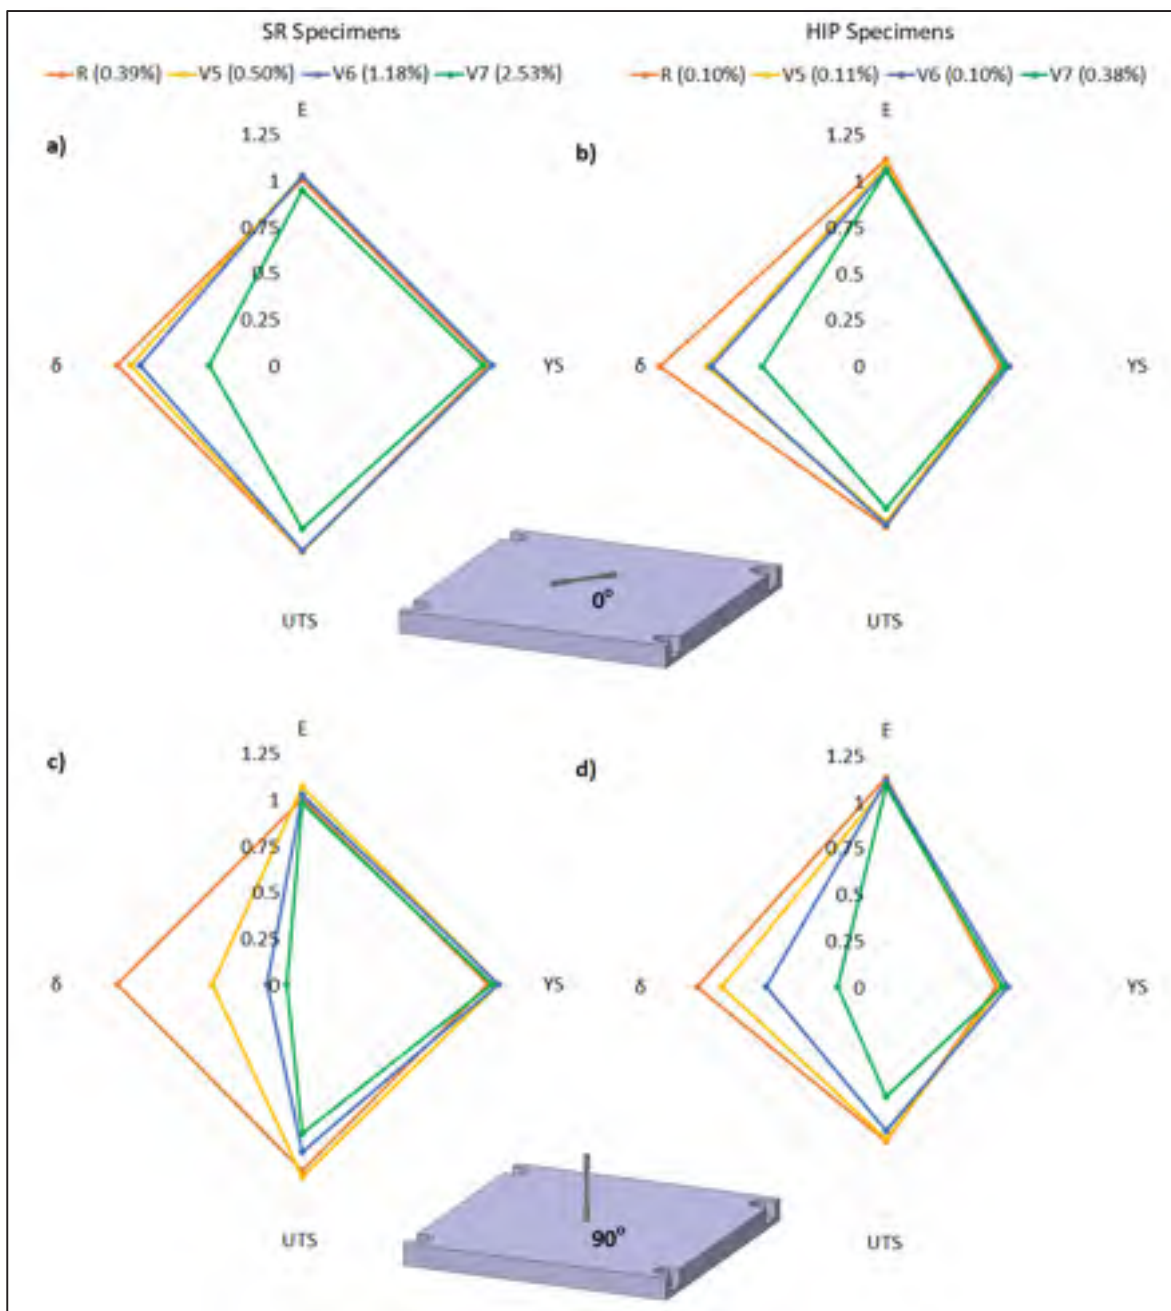 SR Specimens HIP Specimens
R (0.39%) V5 (0.50%) V6 (1.18%) V7 (2.53%) R (0.10%) V5 (0.11%) V6 (0.10%) V7 (0.38%)
a)
E
1.25
1
0.75
0.5
0.25
0
δ
YS
UTS
b)
E
1.25
1
0.75
0.5
0.25
0
δ
YS
UTS
0°
c)
E
1.25
1
0.75
0.5
0.25
0
δ
YS
UTS
d)
E
1.25
1
0.75
0.5
0.25
0
δ
YS
UTS
90°